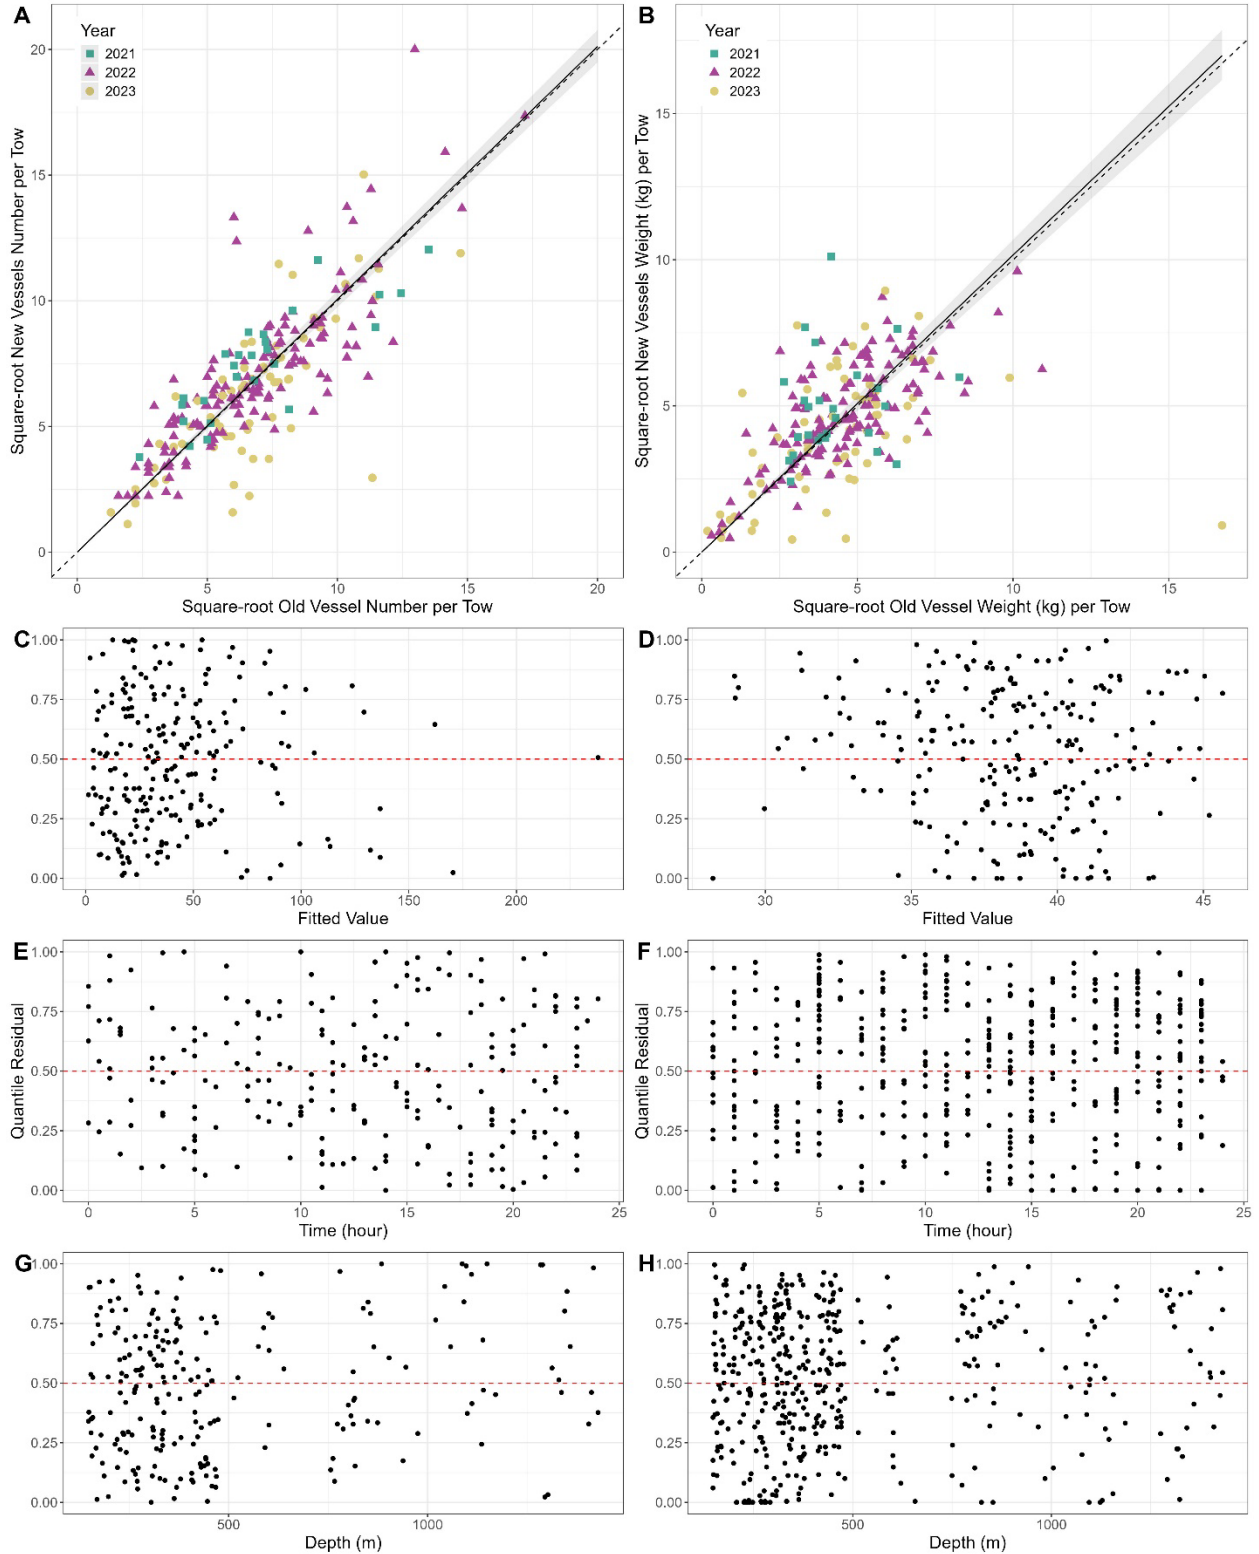 A
Year
2021
2022
2023
20
15
10
5
0
Square-root New Vessels Number per Tow
0 5 10 15 20
Square-root Old Vessel Number per Tow
B
Year
2021
2022
2023
15
10
5
0
Square-root New Vessels Weight (kg) per Tow
0 5 10 15
Square-root Old Vessel Weight (kg) per Tow
C
1.00
0.75
0.50
0.25
0.00
0 50 100 150 200
Fitted Value
D
1.00
0.75
0.50
0.25
0.00
30 35 40 45
Fitted Value
E
1.00
0.75
0.50
0.25
0.00
Quantile Residual
0 5 10 15 20 25
Time (hour)
F
1.00
0.75
0.50
0.25
0.00
Quantile Residual
0 5 10 15 20 25
Time (hour)
G
1.00
0.75
0.50
0.25
0.00
500 1000
Depth (m)
H
1.00
0.75
0.50
0.25
0.00
500 1000
Depth (m)